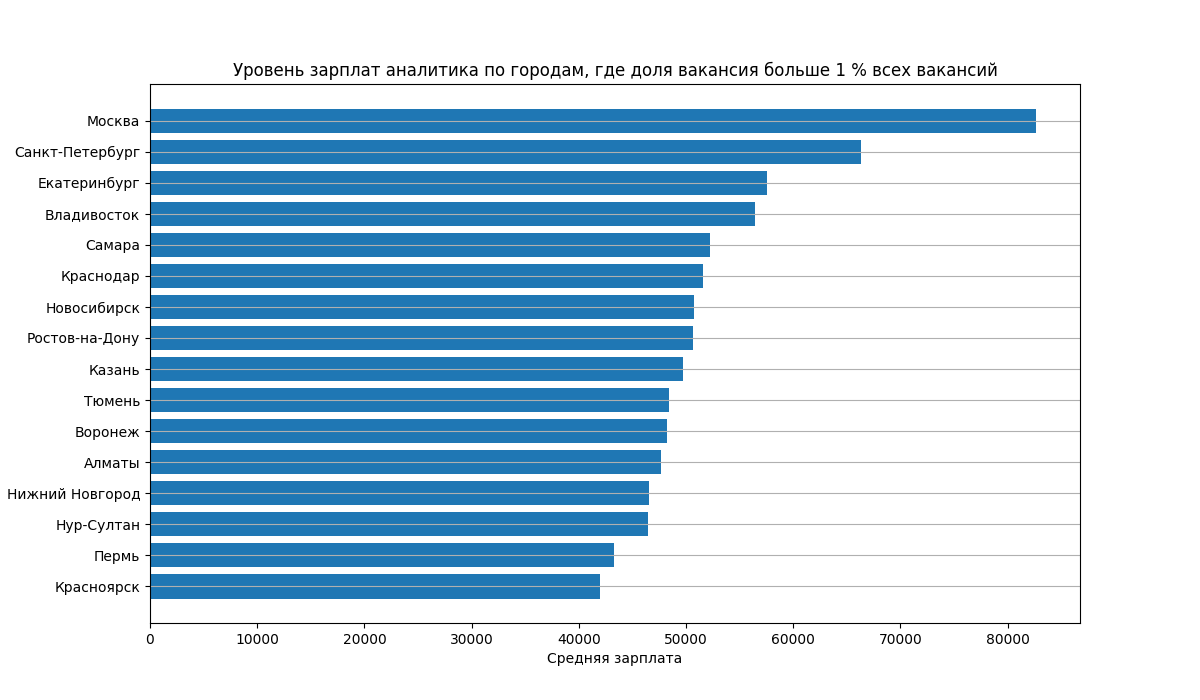 Уровень зарплат аналитика по городам, где доля вакансия больше 1 % всех вакансий
Москва
Санкт-Петербург
Екатеринбург
Владивосток
Самара
Краснодар
Новосибирск
Ростов-на-Дону
Казань
Тюмень
Воронеж
Алматы
Нижний Новгород
Нур-Султан
Пермь
Красноярск
0 10000 20000 30000 40000 50000 60000 70000 80000
Средняя зарплата